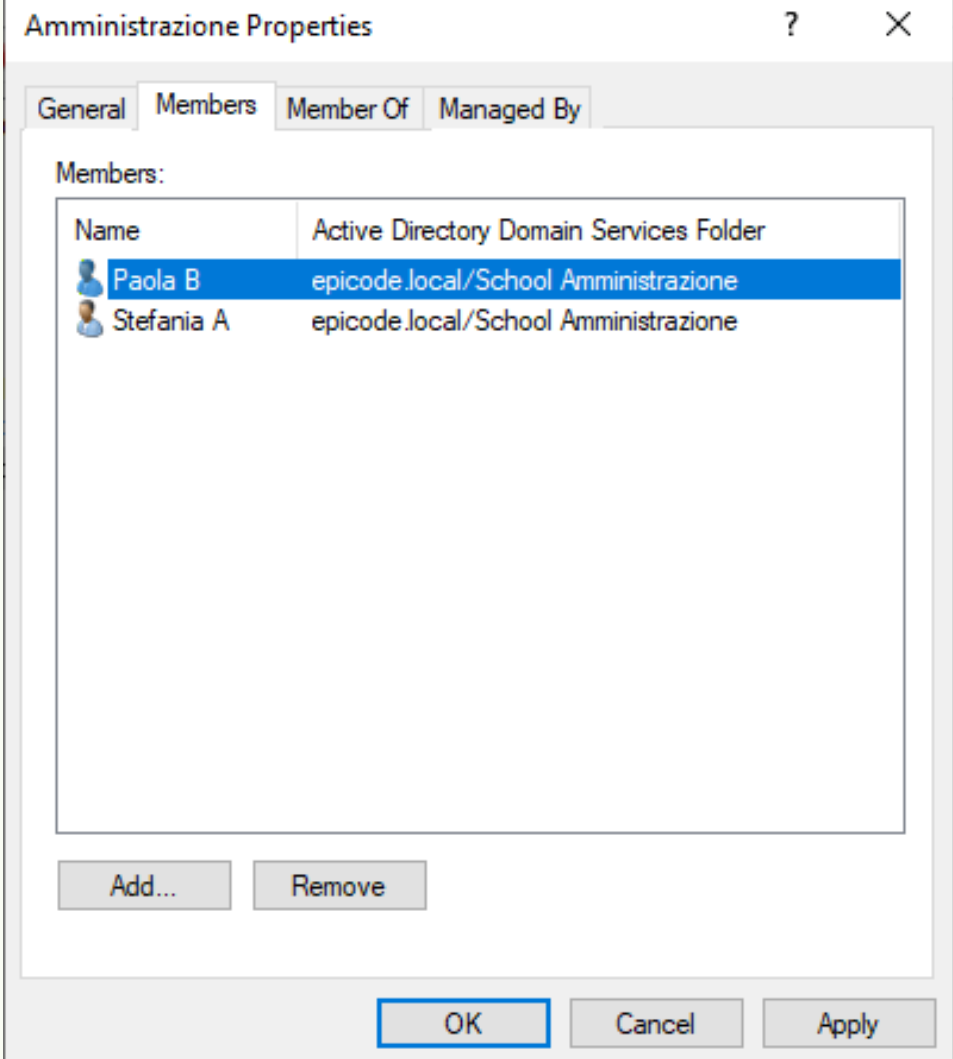 Amministrazione Properties ? X
General Members Member Of Managed By
Members:
Name Active Directory Domain Services Folder
Paola B epicode.local/School Amministrazione
Stefania A epicode.local/School Amministrazione
Add... Remove
OK Cancel Apply